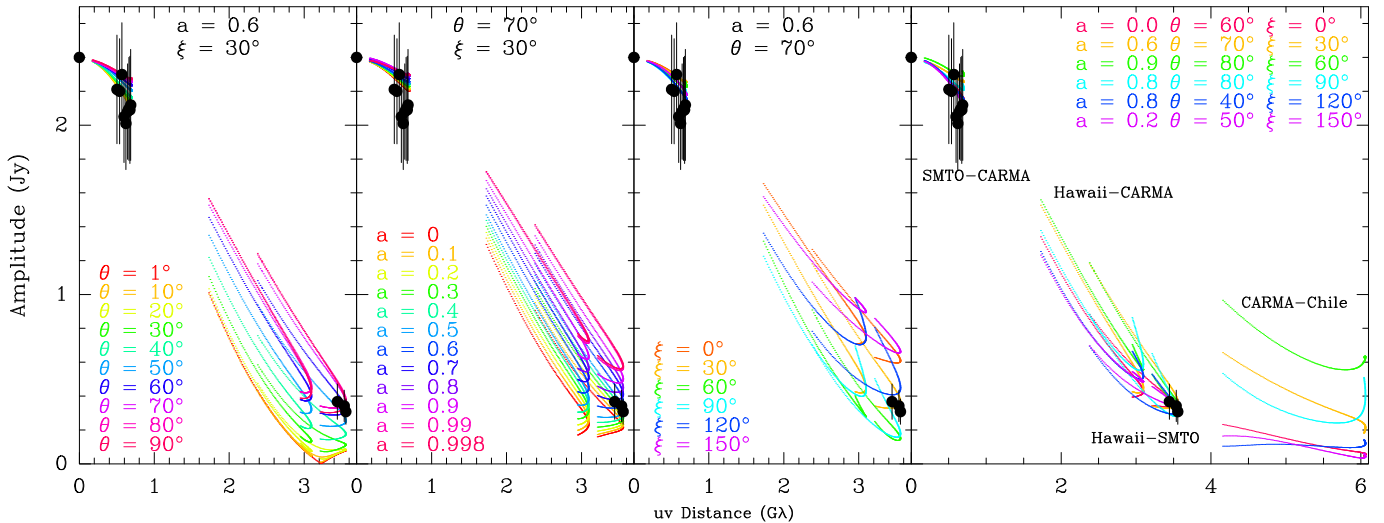 a = 0.6
ξ = 30°
θ = 1°
θ = 10°
θ = 20°
θ = 30°
θ = 40°
θ = 50°
θ = 60°
θ = 70°
θ = 80°
θ = 90°
θ = 70°
ξ = 30°
a = 0
a = 0.1
a = 0.2
a = 0.3
a = 0.4
a = 0.5
a = 0.6
a = 0.7
a = 0.8
a = 0.9
a = 0.99
a = 0.998
a = 0.6
θ = 70°
ξ = 0°
ξ = 30°
ξ = 60°
ξ = 90°
ξ = 120°
ξ = 150°
a = 0.0 θ = 60° ξ = 0°
a = 0.6 θ = 70° ξ = 30°
a = 0.9 θ = 80° ξ = 60°
a = 0.8 θ = 80° ξ = 90°
a = 0.8 θ = 40° ξ = 120°
a = 0.2 θ = 50° ξ = 150°
SMTO-CARMA
Hawaii-CARMA
CARMA-Chile
Hawaii-SMTO
Amplitude (Jy)
2
1
0
0 1 2 3 0 1 2 3 0 1 2 3 0 2 4 6
uv Distance (Gλ)